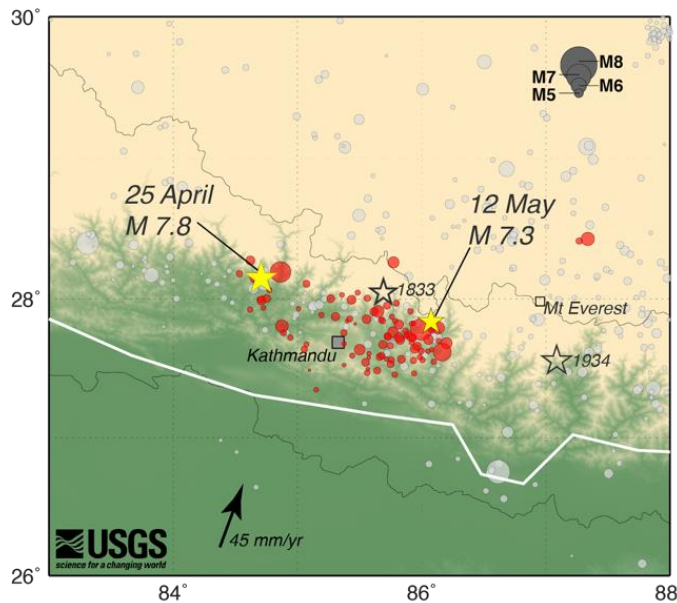 30°
M8
M7
M6
M5
25 April
M 7.8
12 May
M 7.3
1833
28°
Mt Everest
Kathmandu
1934
45 mm/yr
USGS
science for a changing world
26°
84°
86°
88